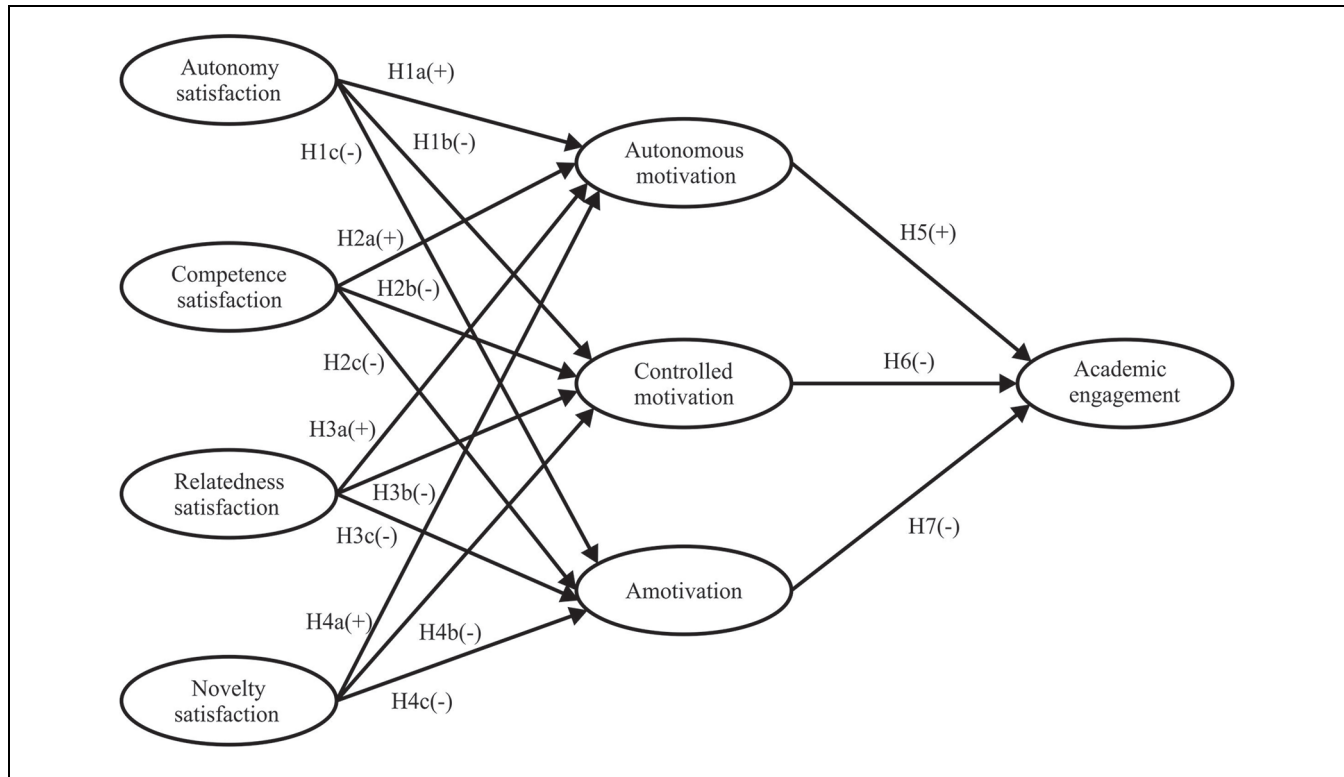 Autonomy
satisfaction
H1a(+)
H1b(-)
H1c(-)
Autonomous
motivation
H2a(+)
H5(+)
Competence
satisfaction
H2b(-)
H2c(-)
Controlled
motivation
H6(-)
Academic
engagement
H3a(+)
Relatedness
satisfaction
H3b(-)
H3c(-)
H7(-)
Amotivation
H4a(+)
H4b(-)
Novelty
satisfaction
H4c(-)